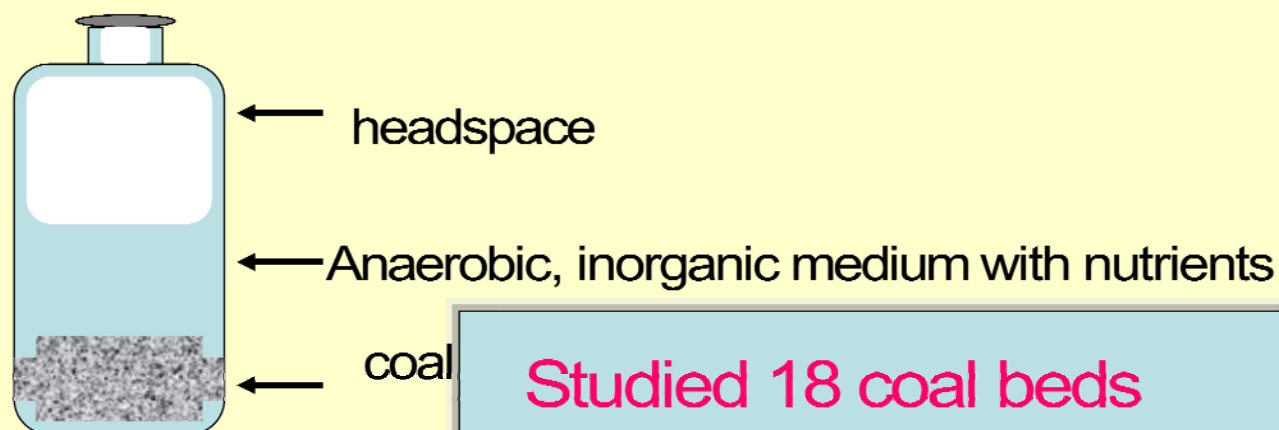 headspace
Anaerobic, inorganic medium with nutrients
coal
Studied 18 coal beds